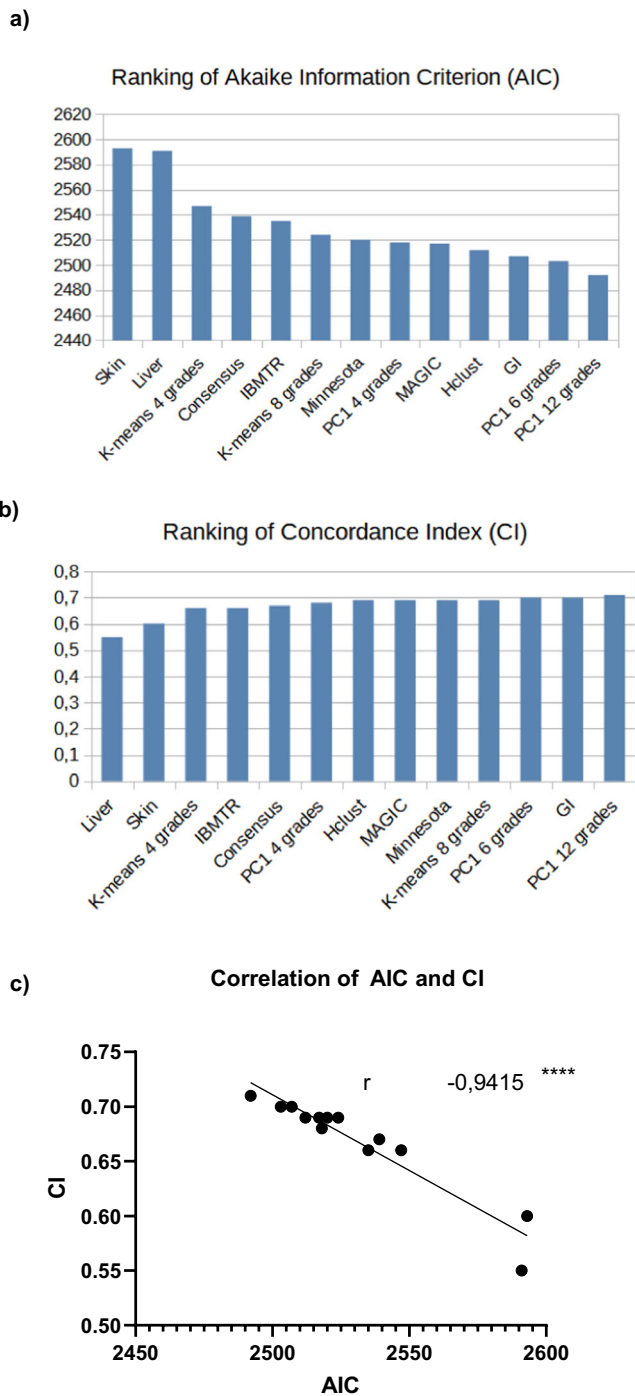 a)
Ranking of Akaike Information Criterion (AIC)
2620
2600
2580
2560
2540
2520
2500
2480
2460
2440
Skin
Liver
K-means 4 grades
Consensus
IBMTR
K-means 8 grades
Minnesota
PC1 4 grades
MAGIC
Hclust
GI
PC1 6 grades
PC1 12 grades
b)
Ranking of Concordance Index (CI)
0,8
0,7
0,6
0,5
0,4
0,3
0,2
0,1
0
Liver
Skin
K-means 4 grades
IBMTR
Consensus
PC1 4 grades
Hclust
MAGIC
Minnesota
K-means 8 grades
PC1 6 grades
GI
PC1 12 grades
c)
Correlation of AIC and CI
0.75
0.70
0.65
0.60
0.55
0.50
CI
r -0,9415 ****
2450 2500 2550 2600
AIC